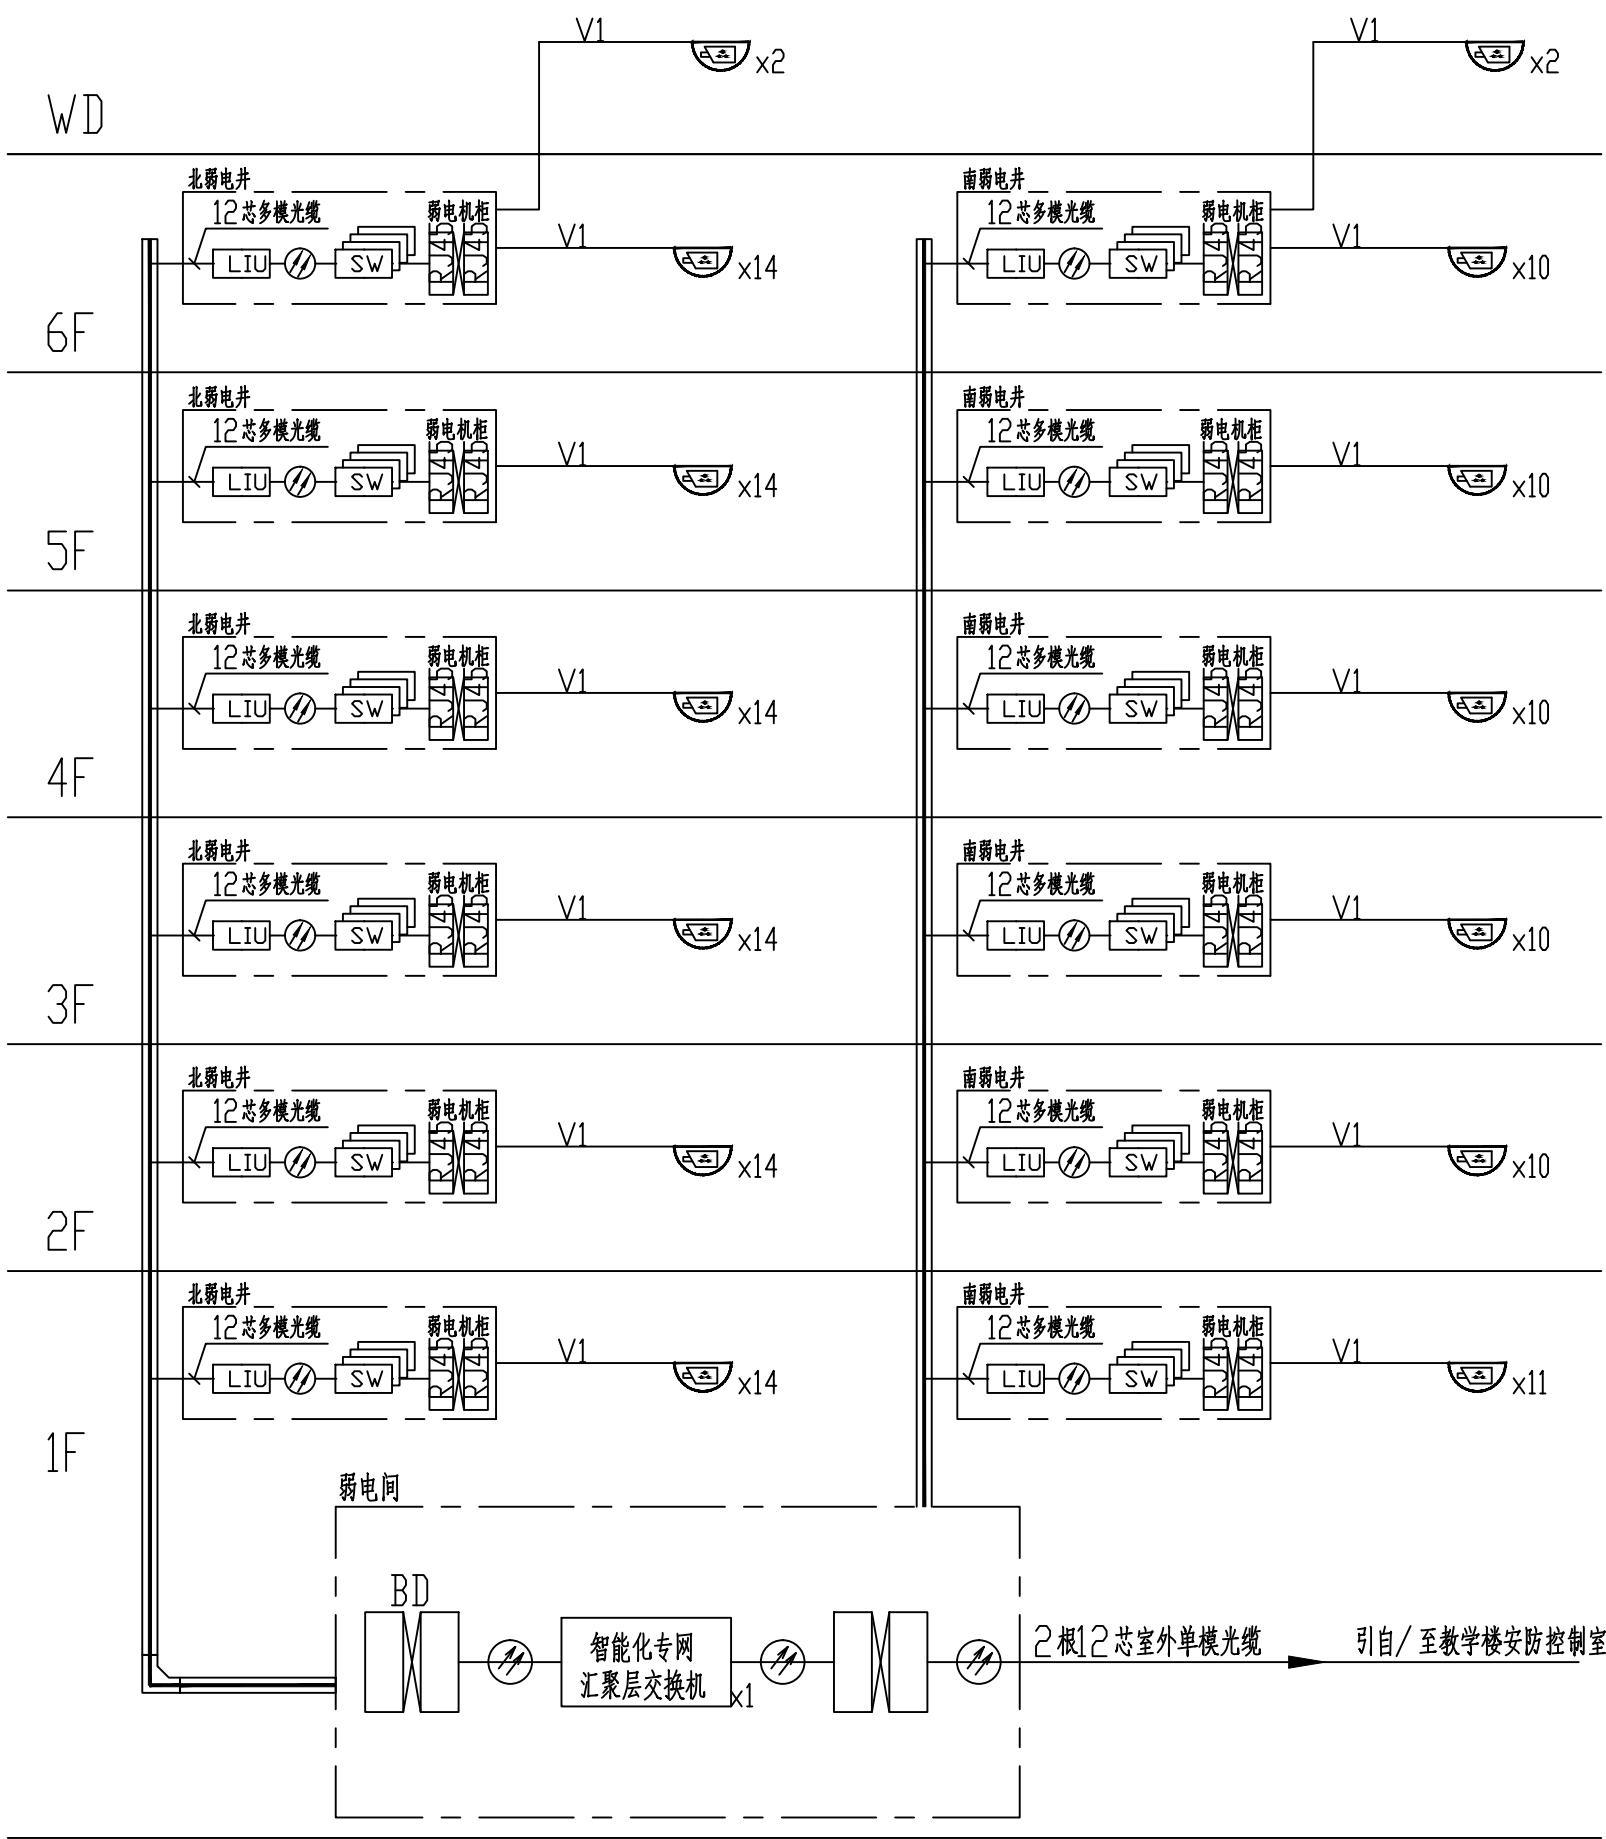 V1
x2
V1
x2
WD
北弱电井
12芯多模光缆
弱电机柜
LIU
SW
RJ45
RJ45
V1
x14
南弱电井
12芯多模光缆
弱电机柜
LIU
SW
RJ45
RJ45
V1
x10
6F
北弱电井
12芯多模光缆
弱电机柜
LIU
SW
RJ45
RJ45
V1
x14
南弱电井
12芯多模光缆
弱电机柜
LIU
SW
RJ45
RJ45
V1
x10
5F
北弱电井
12芯多模光缆
弱电机柜
LIU
SW
RJ45
RJ45
V1
x14
南弱电井
12芯多模光缆
弱电机柜
LIU
SW
RJ45
RJ45
V1
x10
4F
北弱电井
12芯多模光缆
弱电机柜
LIU
SW
RJ45
RJ45
V1
x14
南弱电井
12芯多模光缆
弱电机柜
LIU
SW
RJ45
RJ45
V1
x10
3F
北弱电井
12芯多模光缆
弱电机柜
LIU
SW
RJ45
RJ45
V1
x14
南弱电井
12芯多模光缆
弱电机柜
LIU
SW
RJ45
RJ45
V1
x10
2F
北弱电井
12芯多模光缆
弱电机柜
LIU
SW
RJ45
RJ45
V1
x14
南弱电井
12芯多模光缆
弱电机柜
LIU
SW
RJ45
RJ45
V1
x11
1F
弱电间
BD
智能化专网
汇聚层交换机
x1
2根12芯室外单模光缆
引自/至教学楼安防控制室